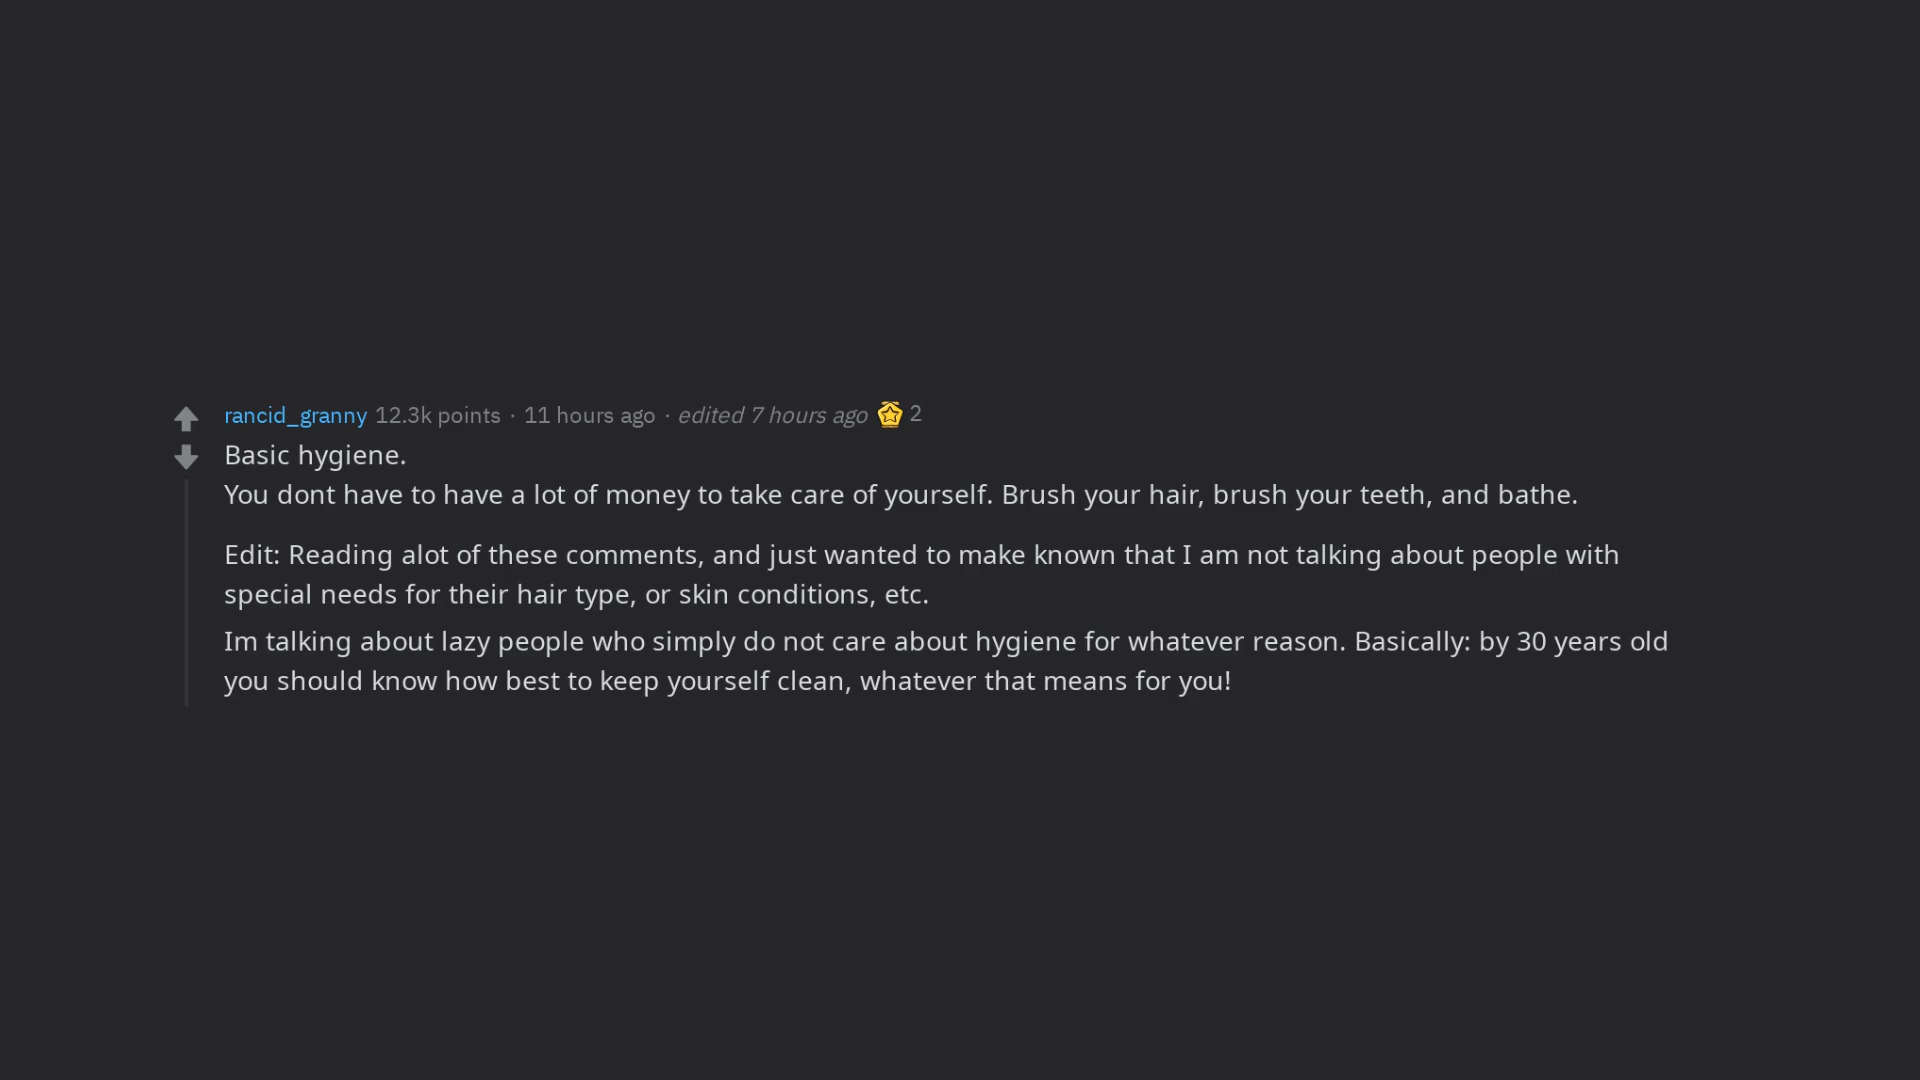 rancid_granny 12.3k points · 11 hours ago · edited 7 hours ago 2
Basic hygiene.
You dont have to have a lot of money to take care of yourself. Brush your hair, brush your teeth, and bathe.
Edit: Reading alot of these comments, and just wanted to make known that I am not talking about people with
special needs for their hair type, or skin conditions, etc.
Im talking about lazy people who simply do not care about hygiene for whatever reason. Basically: by 30 years old
you should know how best to keep yourself clean, whatever that means for you!